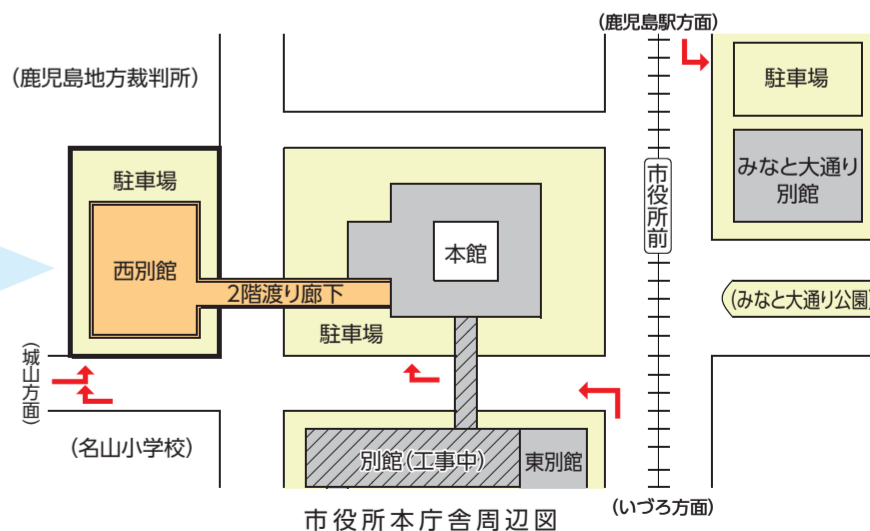 (鹿児島駅方面)
(鹿児島地方裁判所)
駐車場
駐車場
みなと大通り
別館
市役所前
西別館
本館
2階渡り廊下
(みなと大通り公園)
駐車場
(城山方面)
(名山小学校)
別館(工事中)
東別館
(いづろ方面)
市役所本庁舎周辺図